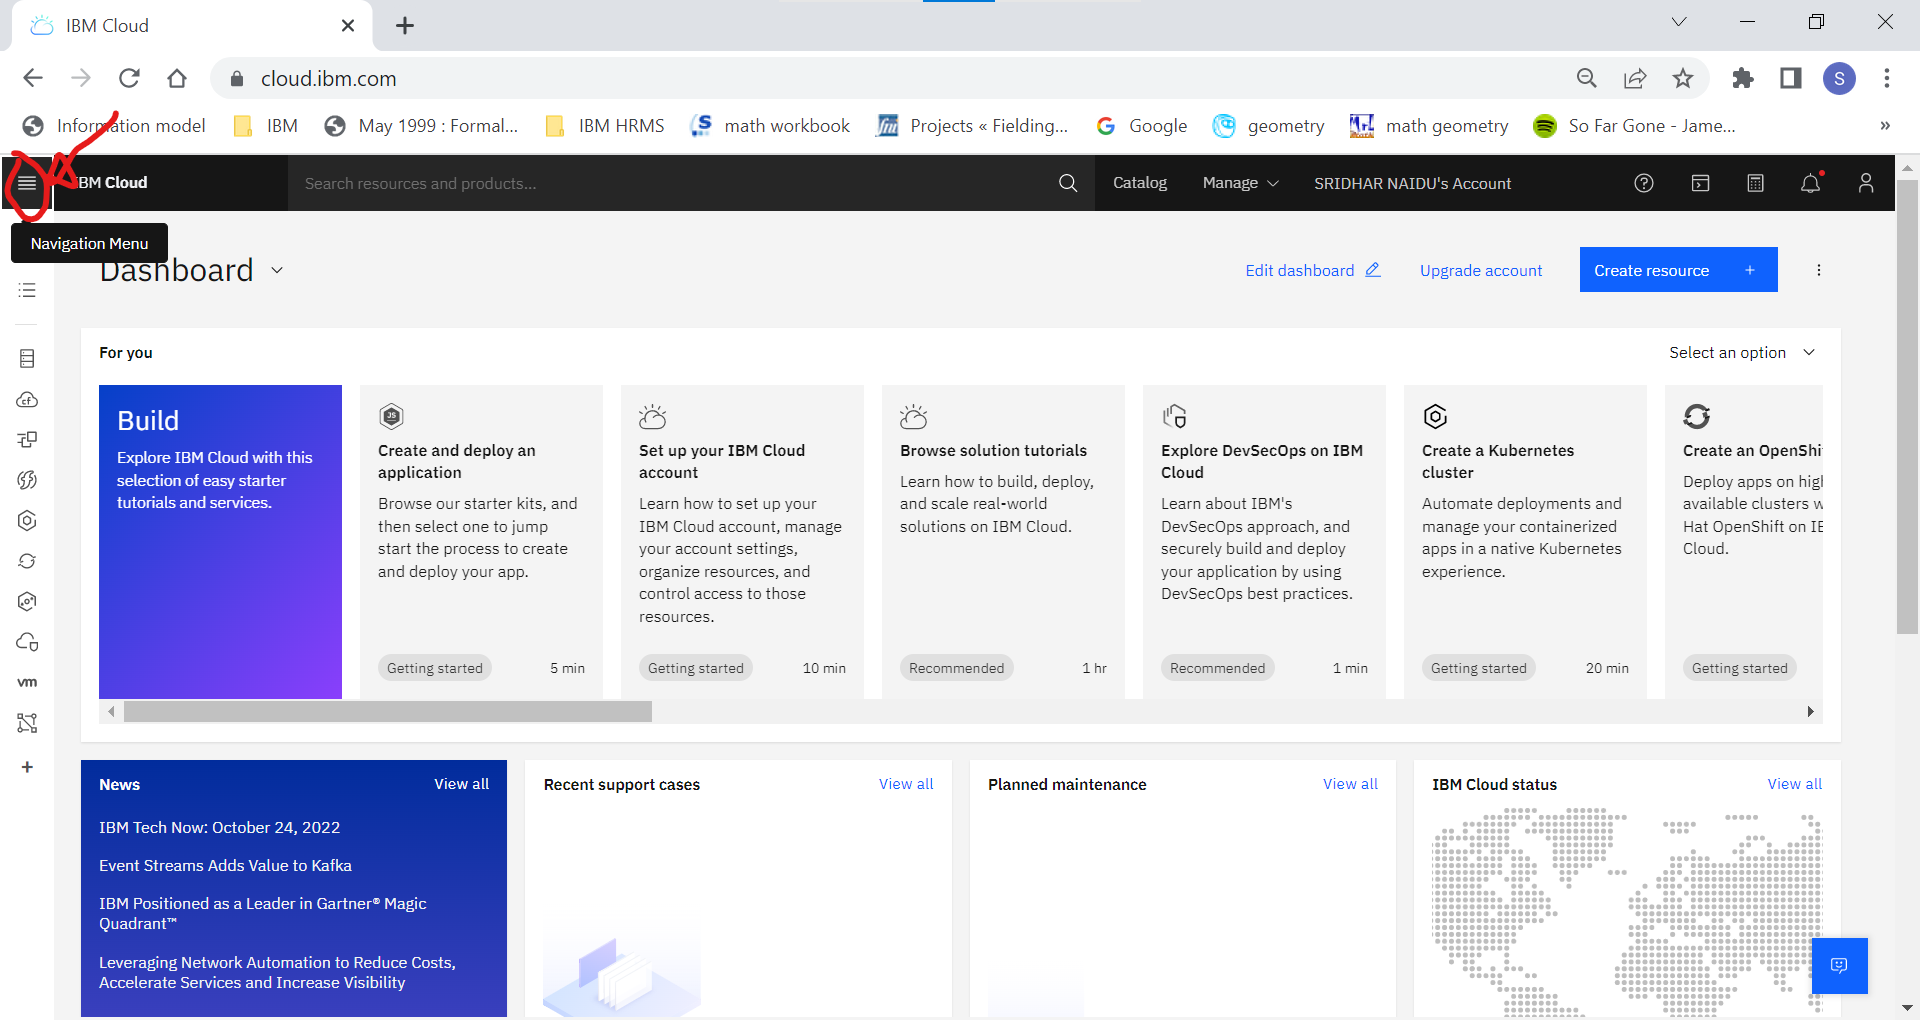 IBM Cloud
cloud.ibm.com
S
Information model
IBM
May 1999 : Formal...
IBM HRMS
math workbook
Projects « Fielding...
Google
geometry
math geometry
So Far Gone - Jame...
»
IBM Cloud
Search resources and products...
Catalog
Manage
SRIDHAR NAIDU's Account
Navigation Menu
Dashboard
Edit dashboard
Upgrade account
Create resource +
For you
Select an option
Build
Explore IBM Cloud with this
selection of easy starter
tutorials and services.
JS
Create and deploy an
application
Browse our starter kits, and
then select one to jump
start the process to create
and deploy your app.
Getting started
5 min
Set up your IBM Cloud
account
Learn how to set up your
IBM Cloud account, manage
your account settings,
organize resources, and
control access to those
resources.
Getting started
10 min
Browse solution tutorials
Learn how to build, deploy,
and scale real-world
solutions on IBM Cloud.
Recommended
1 hr
Explore DevSecOps on IBM
Cloud
Learn about IBM's
DevSecOps approach, and
securely build and deploy
your application by using
DevSecOps best practices.
Recommended
1 min
Create a Kubernetes
cluster
Automate deployments and
manage your containerized
apps in a native Kubernetes
experience.
Getting started
20 min
Create an OpenShi
Deploy apps on hig
available clusters
Hat OpenShift on
Cloud.
Getting started
cf
vm
+
News
View all
IBM Tech Now: October 24, 2022
Event Streams Adds Value to Kafka
IBM Positioned as a Leader in Gartner® Magic
Quadrant™
Leveraging Network Automation to Reduce Costs,
Accelerate Services and Increase Visibility
Recent support cases
View all
Planned maintenance
View all
IBM Cloud status
View all